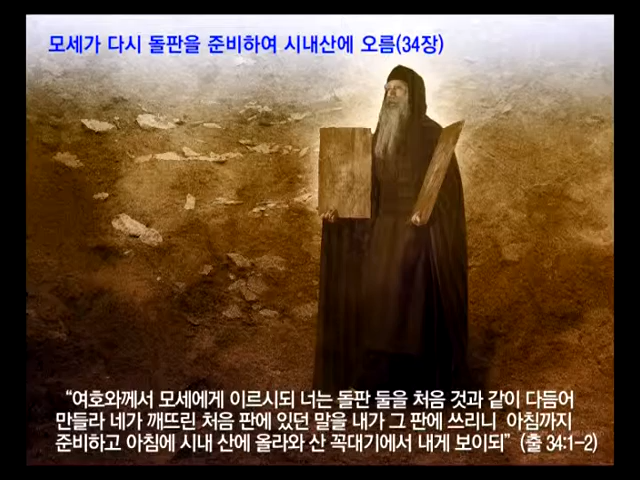 모세가 다시 돌판을 준비하여 시내산에 오름(34장)
“여호와께서 모세에게 이르시되 너는 돌판 둘을 처음 것과 같이 다듬어
만들라 네가 깨뜨린 처음 판에 있던 말을 내가 그 판에 쓰리니 아침까지
준비하고 아침에 시내 산에 올라와 산 꼭대기에서 내게 보이되” (출 34:1-2)